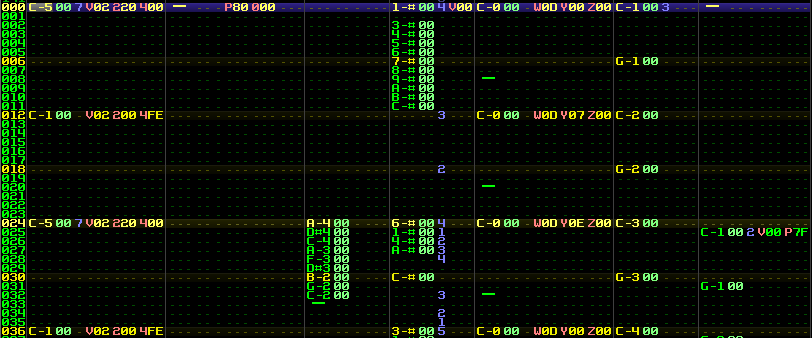 000 C-5 00 7 V02 220 400 — P80 000 1-# 00 4 V00 C-0 00 W0D Y00 Z00 C-1 00 3 —
001
002 3-# 00
003 4-# 00
004 5-# 00
005 6-# 00
006 7-# 00 G-1 00
007 8-# 00
008 9-# 00 —
009 A-# 00
010 B-# 00
011 C-# 00
012 C-1 00 V02 200 4FE 3 C-0 00 W0D Y07 Z00 C-2 00
013
014
015
016
017
018 2 G-2 00
019
020 —
021
022
023
024 C-5 00 7 V02 220 400 A-4 00 6-# 00 4 C-0 00 W0D Y0E Z00 C-3 00
025 D#4 00 1-# 00 1 C-1 00 2 V00 P7F
026 C-4 00 4-# 00 2
027 A-3 00 A-# 00 3
028 F-3 00 4
029 D#3 00
030 B-2 00 C-# 00 G-3 00
031 G-2 00 G-1 00
032 C-2 00 3 —
033 —
034 2
035 1
036 C-1 00 V02 200 4FE 3-# 00 5 C-0 00 W0D Y00 Z00 C-4 00